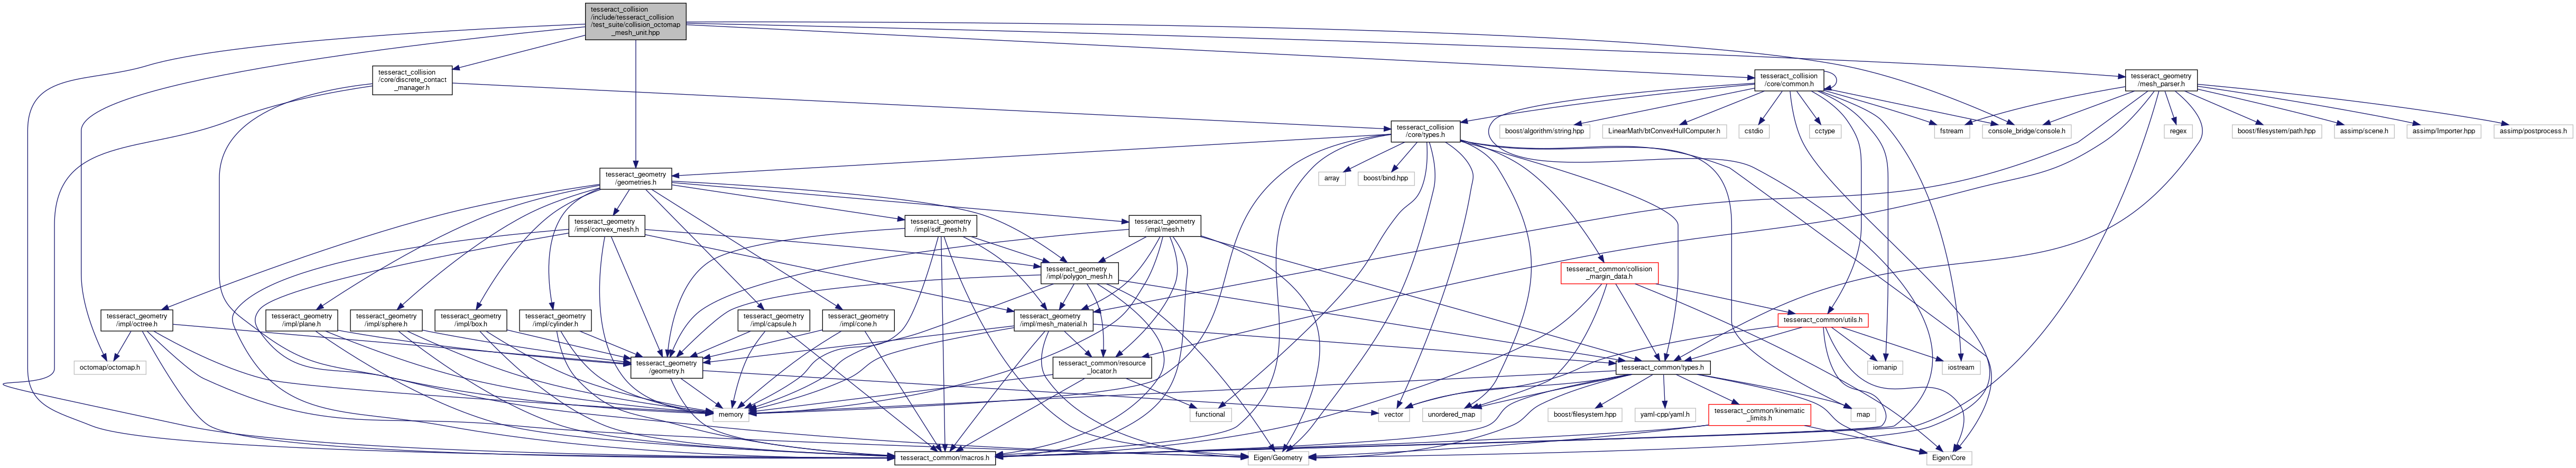 tesseract_collision
/include/tesseract_collision
/test_suite/collision_octomap
_mesh_unit.hpp
tesseract_collision
/core/discrete_contact
_manager.h
tesseract_collision
/core/common.h
tesseract_geometry
/mesh_parser.h
tesseract_collision
/core/types.h
boost/algorithm/string.hpp
LinearMath/btConvexHullComputer.h
cstdio
cctype
fstream
console_bridge/console.h
regex
boost/filesystem/path.hpp
assimp/scene.h
assimp/Importer.hpp
assimp/postprocess.h
tesseract_geometry
/geometries.h
array
boost/bind.hpp
tesseract_geometry
/impl/convex_mesh.h
tesseract_geometry
/impl/sdf_mesh.h
tesseract_geometry
/impl/mesh.h
tesseract_geometry
/impl/polygon_mesh.h
tesseract_common/collision
_margin_data.h
tesseract_geometry
/impl/octree.h
tesseract_geometry
/impl/plane.h
tesseract_geometry
/impl/sphere.h
tesseract_geometry
/impl/box.h
tesseract_geometry
/impl/cylinder.h
tesseract_geometry
/impl/capsule.h
tesseract_geometry
/impl/cone.h
tesseract_geometry
/impl/mesh_material.h
tesseract_common/utils.h
octomap/octomap.h
tesseract_geometry
/geometry.h
tesseract_common/resource
_locator.h
tesseract_common/types.h
iomanip
iostream
memory
functional
vector
unordered_map
boost/filesystem.hpp
yaml-cpp/yaml.h
tesseract_common/kinematic
_limits.h
map
tesseract_common/macros.h
Eigen/Geometry
Eigen/Core